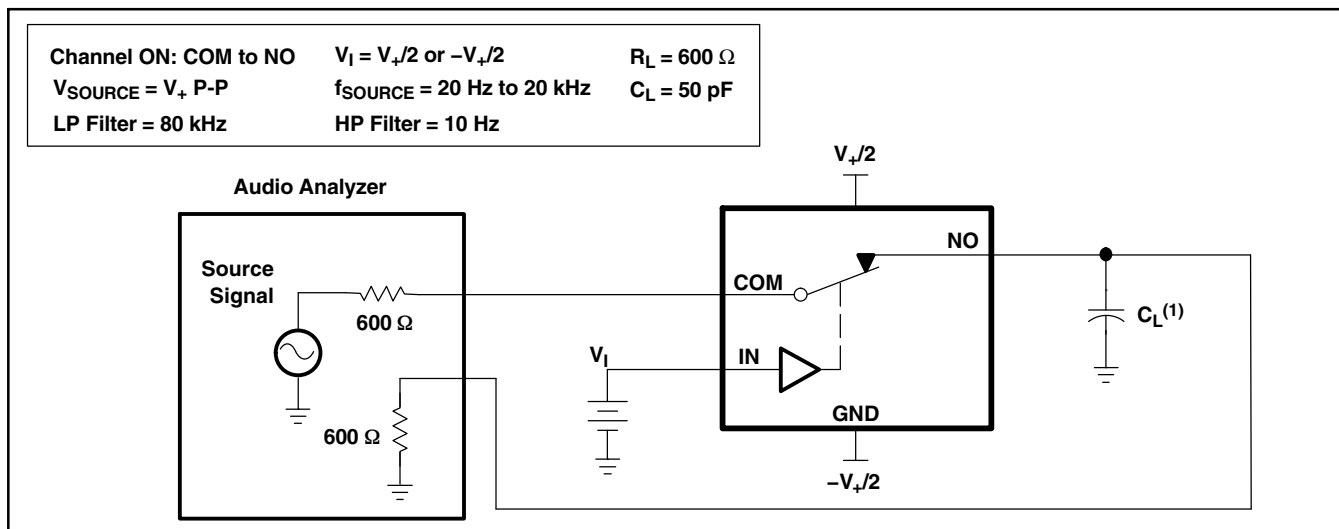 Channel ON: COM to NO V_I = V_+/2 or −V_+/2 R_L = 600 Ω
V_SOURCE = V_+ P-P f_SOURCE = 20 Hz to 20 kHz C_L = 50 pF
LP Filter = 80 kHz HP Filter = 10 Hz
V_+/2
Audio Analyzer
NO
Source
Signal
COM
600 Ω
C_L(1)
V_I
IN
GND
600 Ω
−V_+/2